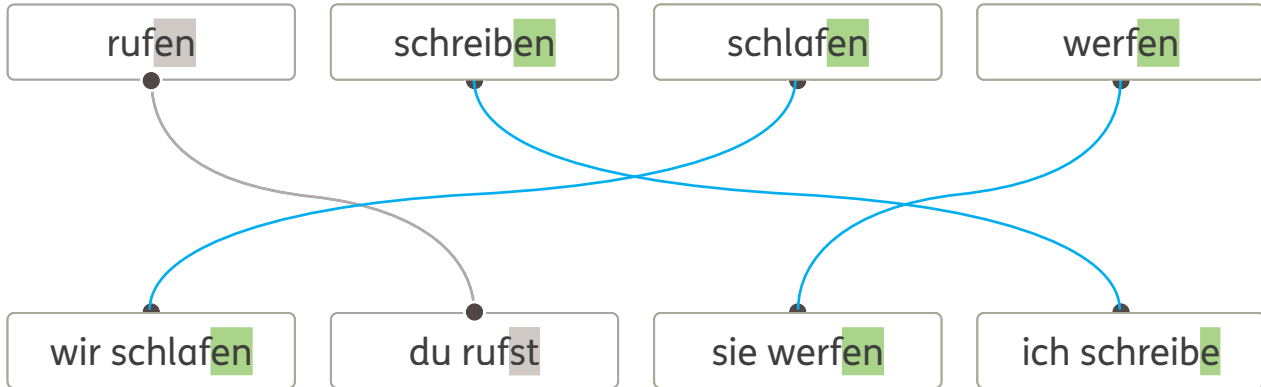 rufen schreiben schlafen werfen
wir schlafen du rufst sie werfen ich schreibe